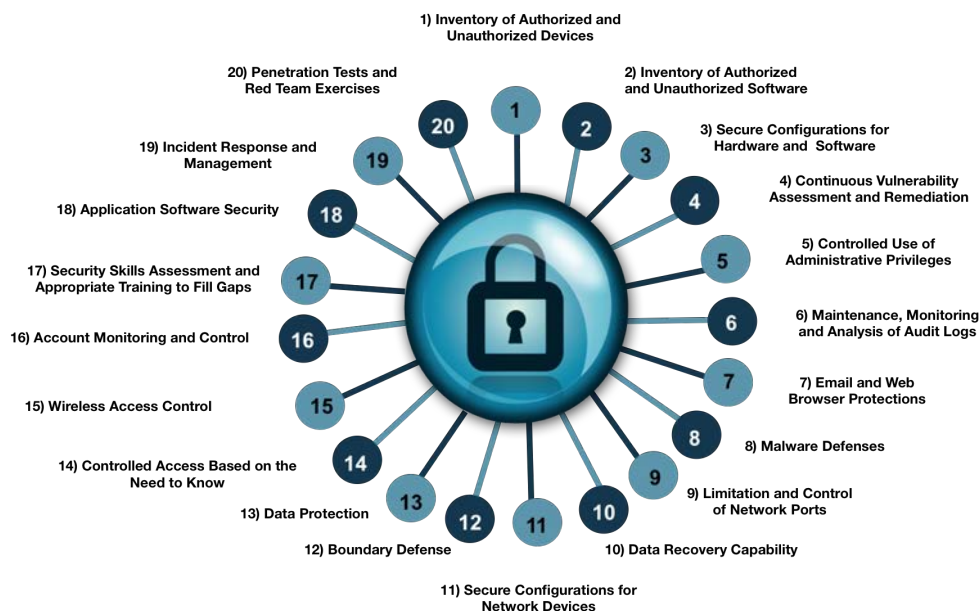 1) Inventory of Authorized and
Unauthorized Devices
2) Inventory of Authorized
and Unauthorized Software
3) Secure Configurations for
Hardware and Software
4) Continuous Vulnerability
Assessment and Remediation
5) Controlled Use of
Administrative Privileges
6) Maintenance, Monitoring
and Analysis of Audit Logs
7) Email and Web
Browser Protections
8) Malware Defenses
9) Limitation and Control
of Network Ports
10) Data Recovery Capability
11) Secure Configurations for
Network Devices
12) Boundary Defense
13) Data Protection
14) Controlled Access Based on the
Need to Know
15) Wireless Access Control
16) Account Monitoring and Control
17) Security Skills Assessment and
Appropriate Training to Fill Gaps
18) Application Software Security
19) Incident Response and
Management
20) Penetration Tests and
Red Team Exercises
1
2
3
4
5
6
7
8
9
10
11
12
13
14
15
16
17
18
19
20